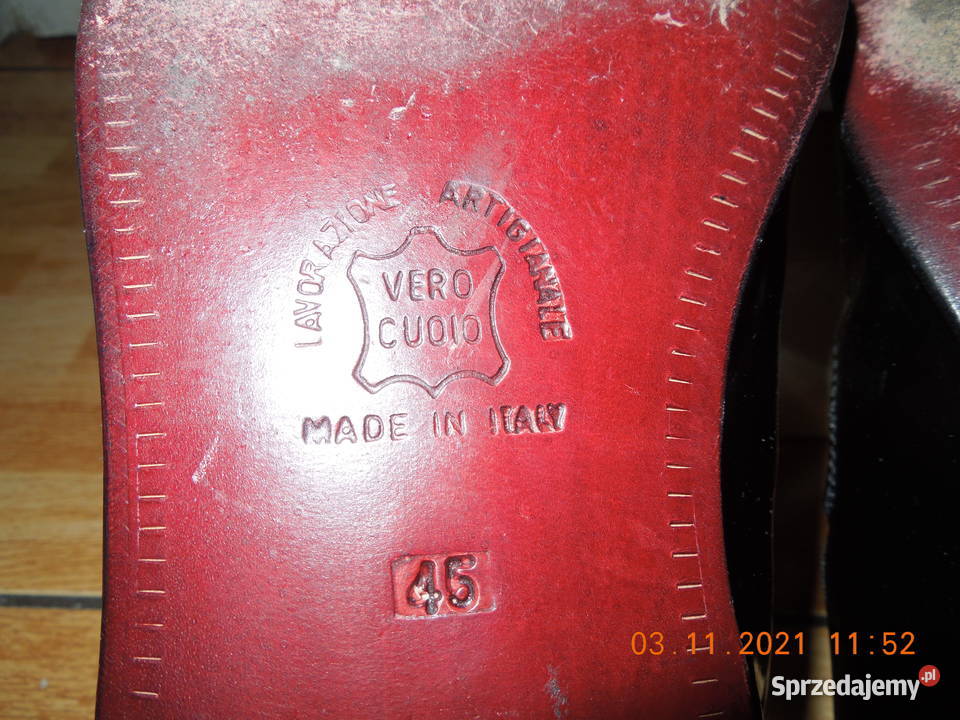 LAVORAZIONE ARTIGIANALE
VERO
CUOIO
MADE IN ITALY
45
03.11.2021 11:52
Sprzedajemy.pl